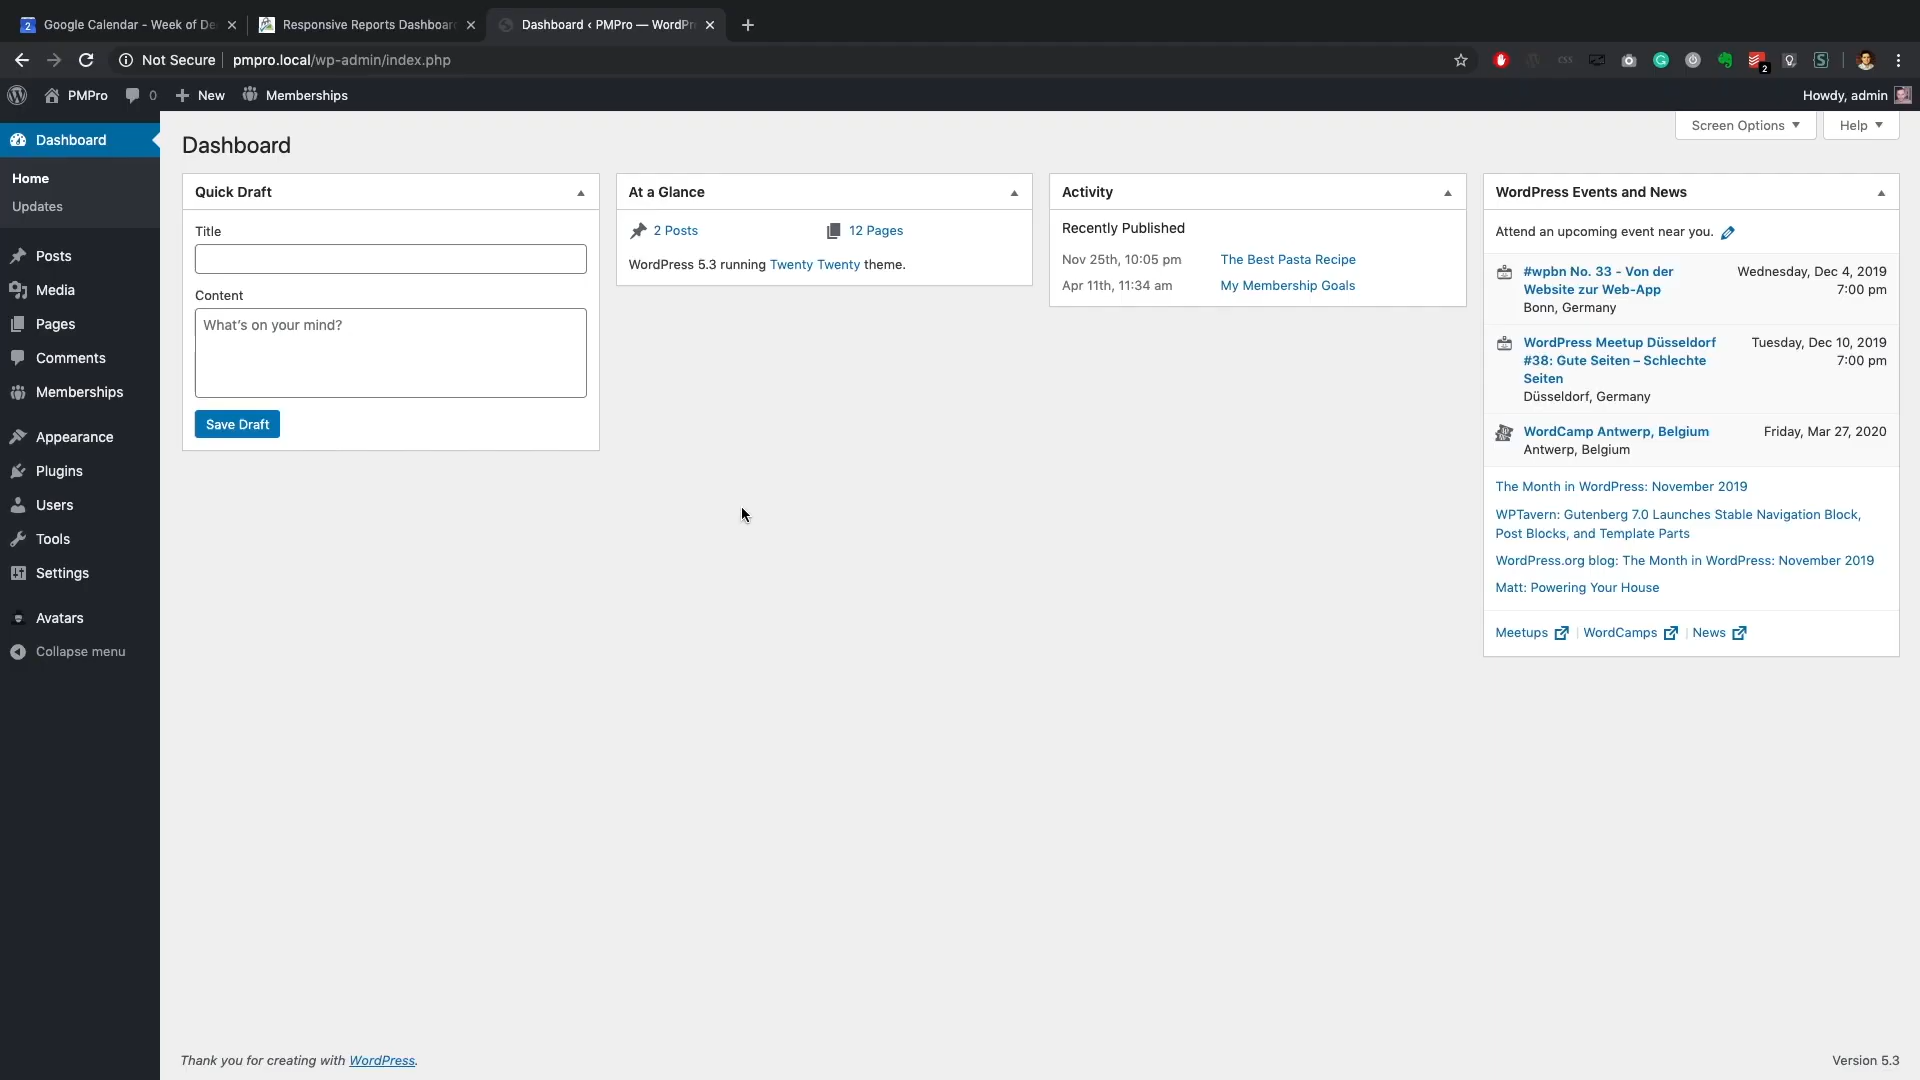 Google Calendar - Week of De
Responsive Reports Dashboar
Dashboard ‹ PMPro — WordPr
Not Secure
pmpro.local/wp-admin/index.php
2
PMPro
0
New
Memberships
Howdy, admin
Dashboard
Home
Updates
Posts
Media
Pages
Comments
Memberships
Appearance
Plugins
Users
Tools
Settings
Avatars
Collapse menu
Screen Options
Help
Dashboard
Quick Draft
Title
Content
What's on your mind?
Save Draft
At a Glance
2 Posts
12 Pages
WordPress 5.3 running Twenty Twenty theme.
Activity
Recently Published
Nov 25th, 10:05 pm The Best Pasta Recipe
Apr 11th, 11:34 am My Membership Goals
WordPress Events and News
Attend an upcoming event near you.
#wpbn No. 33 - Von der
Website zur Web-App
Bonn, Germany
Wednesday, Dec 4, 2019
7:00 pm
WordPress Meetup Düsseldorf
#38: Gute Seiten – Schlechte
Seiten
Düsseldorf, Germany
Tuesday, Dec 10, 2019
7:00 pm
WordCamp Antwerp, Belgium
Antwerp, Belgium
Friday, Mar 27, 2020
The Month in WordPress: November 2019
WPTavern: Gutenberg 7.0 Launches Stable Navigation Block,
Post Blocks, and Template Parts
WordPress.org blog: The Month in WordPress: November 2019
Matt: Powering Your House
Meetups | WordCamps | News
Thank you for creating with WordPress.
Version 5.3